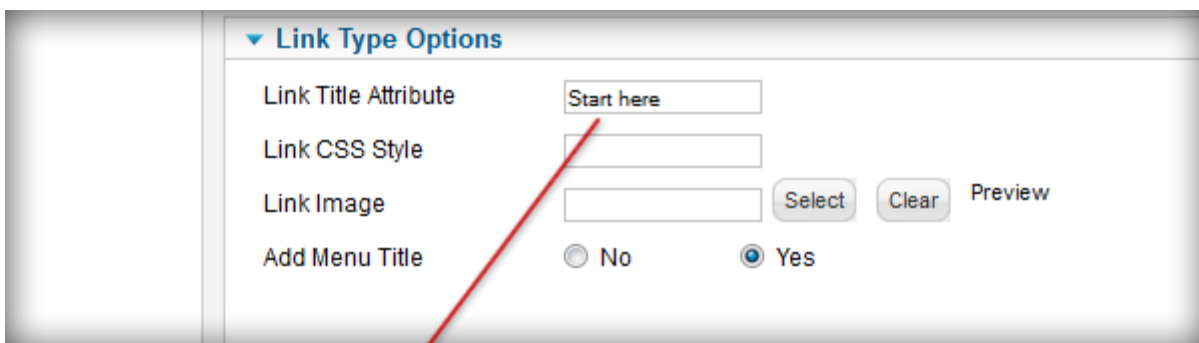 Link Type Options
Link Title Attribute Start here
Link CSS Style
Link Image Select Clear Preview
Add Menu Title No Yes